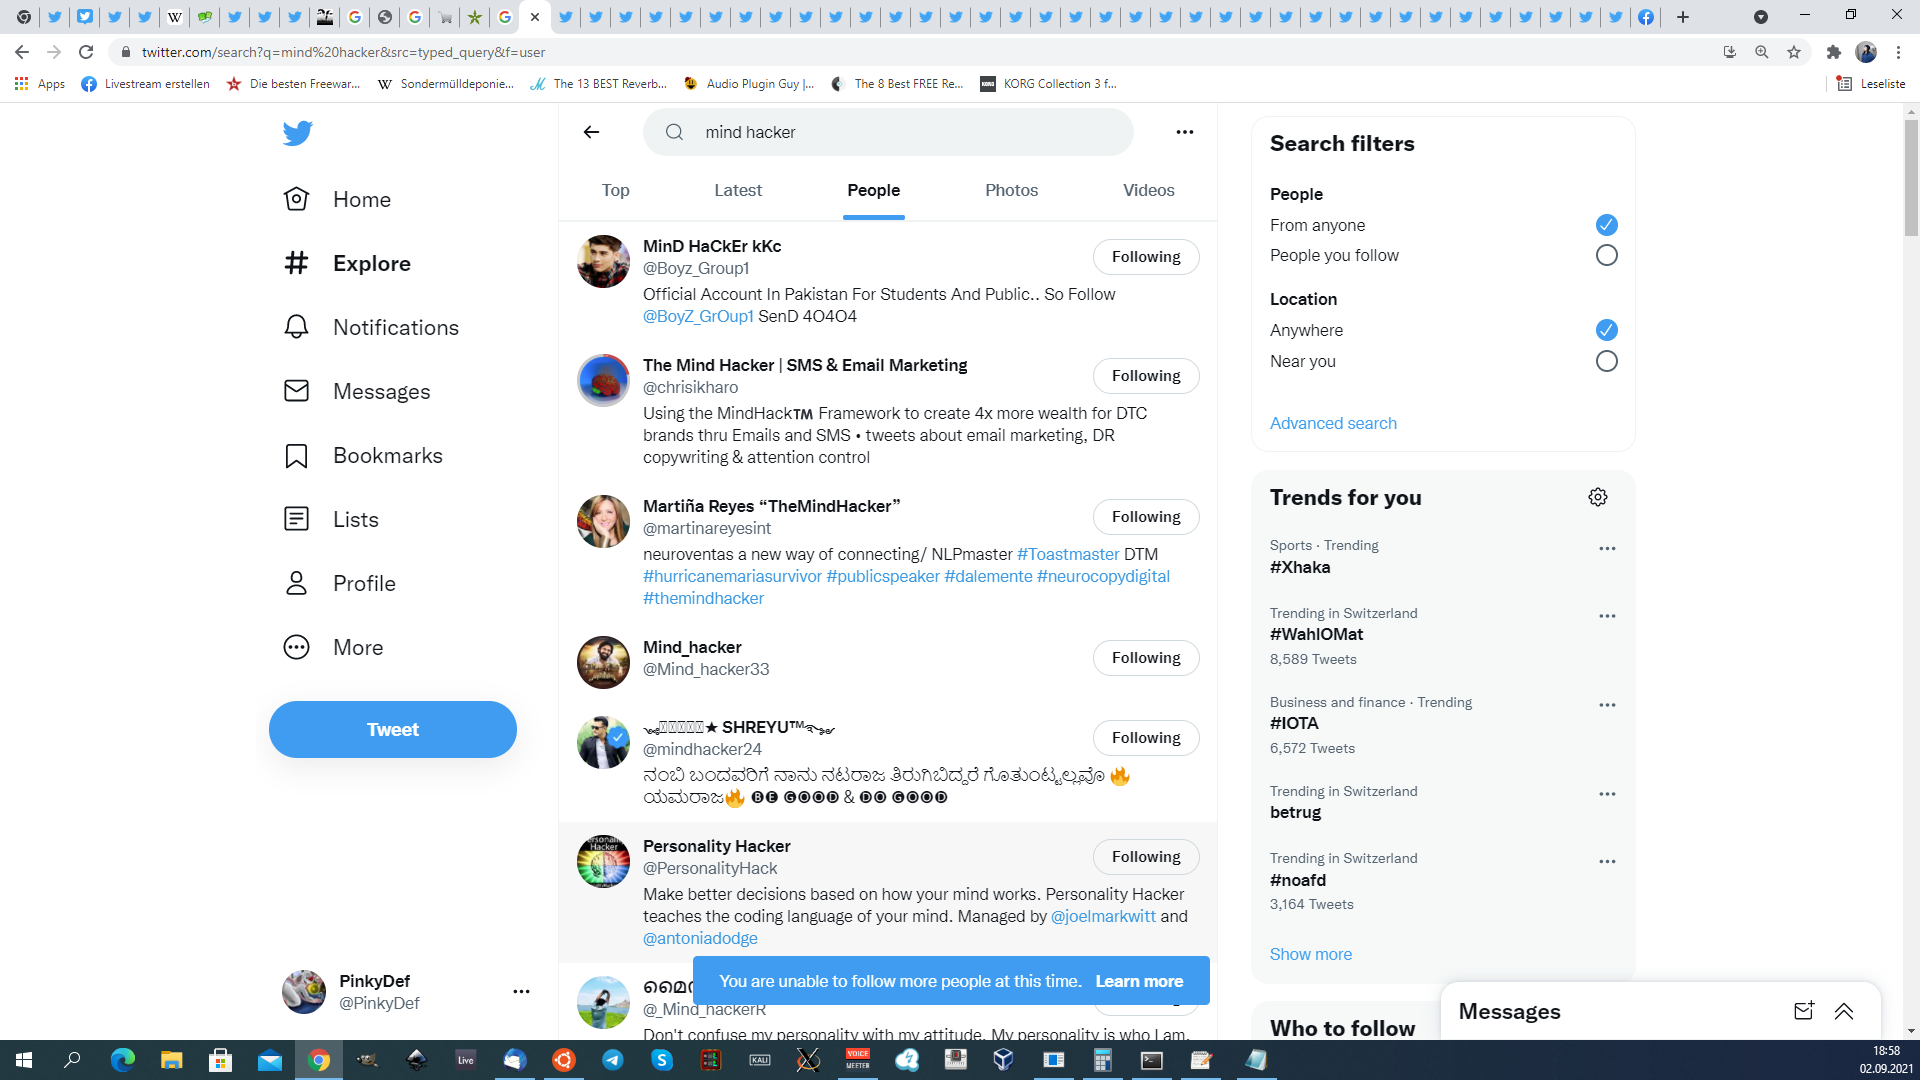 twitter.com/search?q=mind%20hacker&src=typed_query&f=user
Apps
Livestream erstellen
Die besten Freewar...
Sondermülldeponie...
The 13 BEST Reverb...
Audio Plugin Guy |...
The 8 Best FREE Re...
KORG Collection 3 f...
Leseliste
mind hacker
Top
Latest
People
Photos
Videos
Home
Explore
Notifications
Messages
Bookmarks
Lists
Profile
More
Tweet
PinkyDef
@PinkyDef
MinD HaCkEr kKc
@Boyz_Group1
Following
Official Account In Pakistan For Students And Public.. So Follow
@BoyZ_GrOup1 SenD 4O4O4
The Mind Hacker | SMS & Email Marketing
@chrisikharo
Following
Using the MindHack™ Framework to create 4x more wealth for DTC
brands thru Emails and SMS • tweets about email marketing, DR
copywriting & attention control
Martiña Reyes “TheMindHacker”
@martinareyesint
Following
neuroventas a new way of connecting/ NLPmaster #Toastmaster DTM
#hurricanemariasurvivor #publicspeaker #dalemente #neurocopydigital
#themindhacker
Mind_hacker
@Mind_hacker33
Following
★ SHREYU™
@mindhacker24
Following
ನಂಬಿ ಬಂದವರಿಗೆ ನಾನು ನಟರಾಜ ತಿರುಗಿಬಿದ್ದರೆ ಗೊತುಂಟ್ಟಲ್ಲವೊ 🔥
ಯಮರಾಜ🔥 🅑🅔 🅖🅞🅞🅓 & 🅓🅞 🅖🅞🅞🅓
Personality Hacker
@PersonalityHack
Following
Make better decisions based on how your mind works. Personality Hacker
teaches the coding language of your mind. Managed by @joelmarkwitt and
@antoniadodge
@_Mind_hackerR
Don't confuse my personality with my attitude. My personality is who I am.
You are unable to follow more people at this time. Learn more
Search filters
People
From anyone
People you follow
Location
Anywhere
Near you
Advanced search
Trends for you
Sports · Trending
#Xhaka
Trending in Switzerland
#WahlOMat
8,589 Tweets
Business and finance · Trending
#IOTA
6,572 Tweets
Trending in Switzerland
betrug
Trending in Switzerland
#noafd
3,164 Tweets
Show more
Who to follow
Messages
Live
KALI
VOICE
MEETER
18:58
02.09.2021